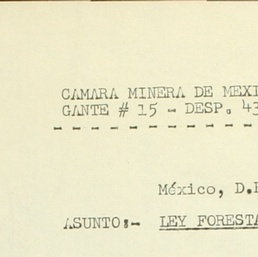 CAMARA MINERA DE MEXI
GANTE # 15 - DESP. 43
México, D.F
ASUNTO:- LEY FORESTA